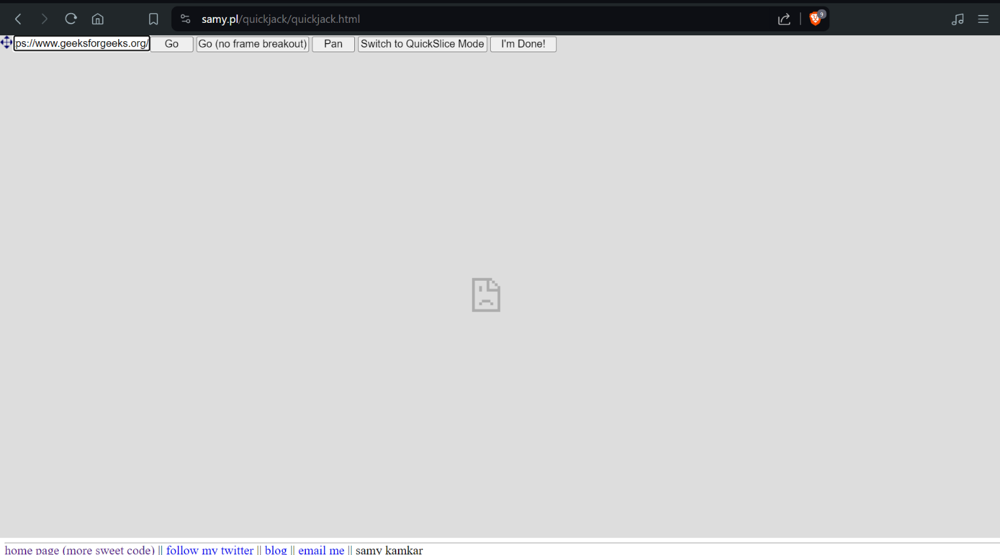 samy.pl/quickjack/quickjack.html 9
ps://www.geeksforgeeks.org/ Go Go (no frame breakout) Pan Switch to QuickSlice Mode I'm Done!
home page (more sweet code) || follow my twitter || blog || email me || samy kamkar